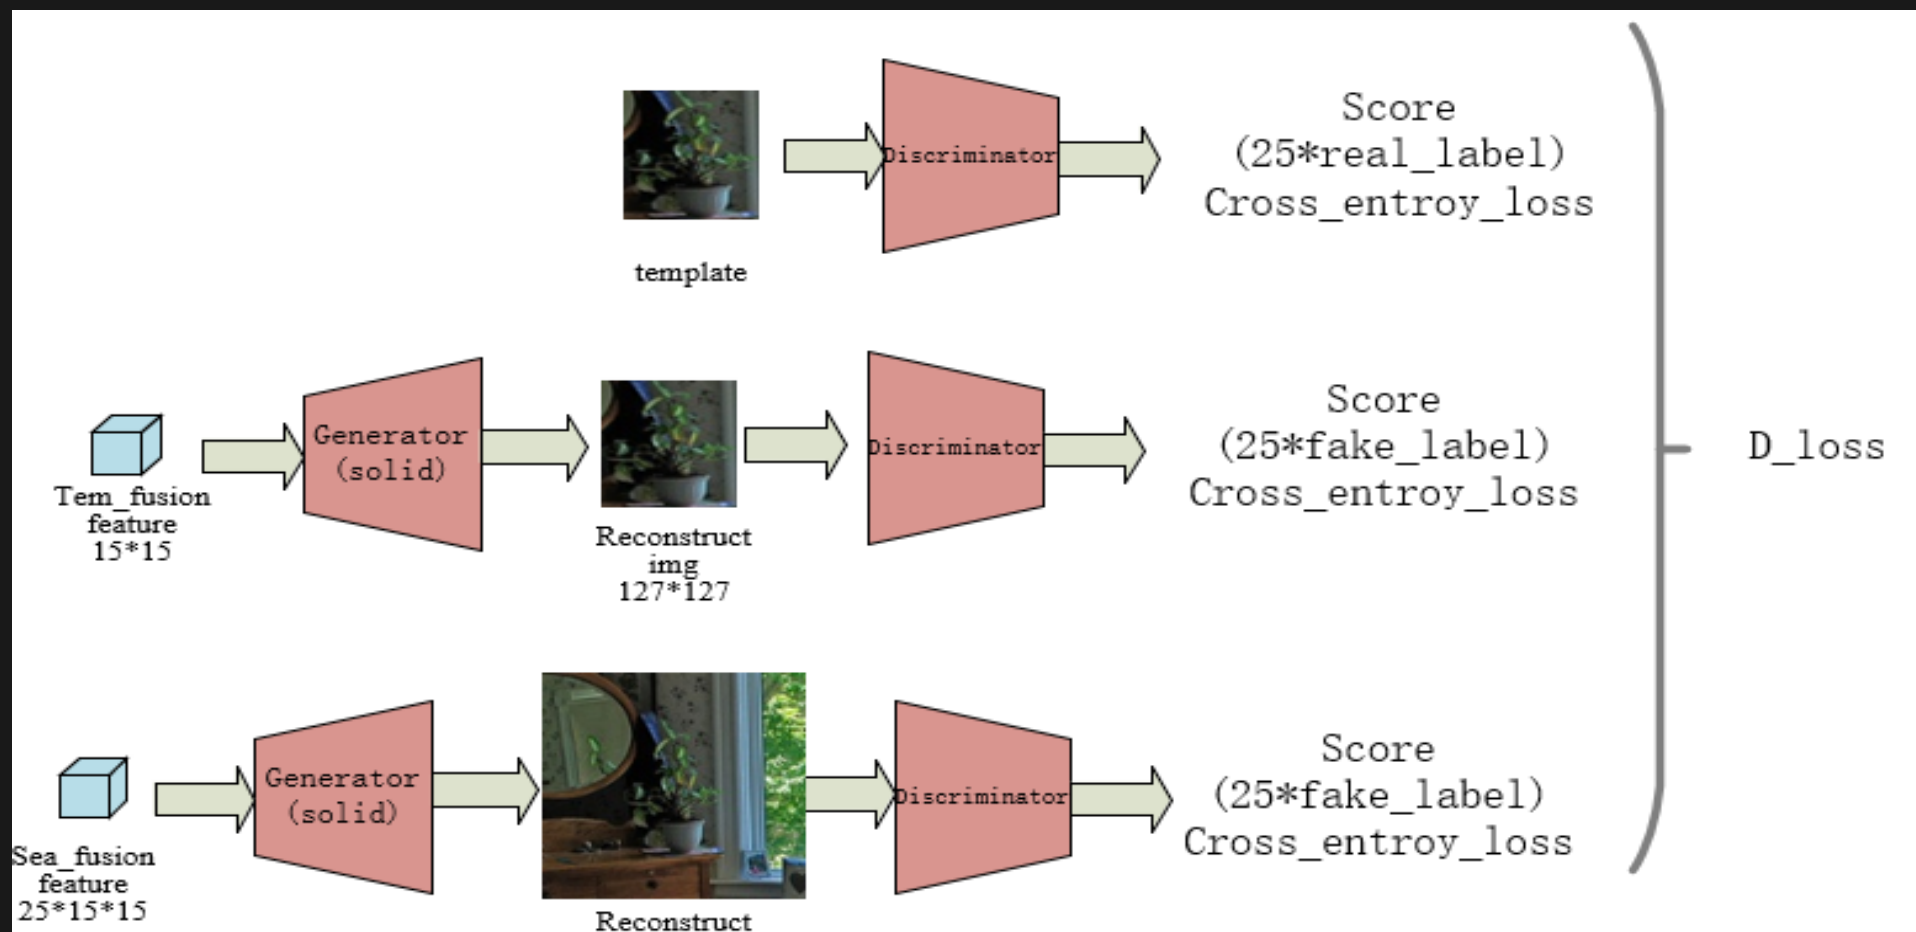 Discriminator
Score
(25*real_label)
Cross_entroy_loss
template
Tem_fusion
feature
15*15
Generator
(solid)
Reconstruct
img
127*127
Discriminator
Score
(25*fake_label)
Cross_entroy_loss
D_loss
Sea_fusion
feature
25*15*15
Generator
(solid)
Reconstruct
Discriminator
Score
(25*fake_label)
Cross_entroy_loss